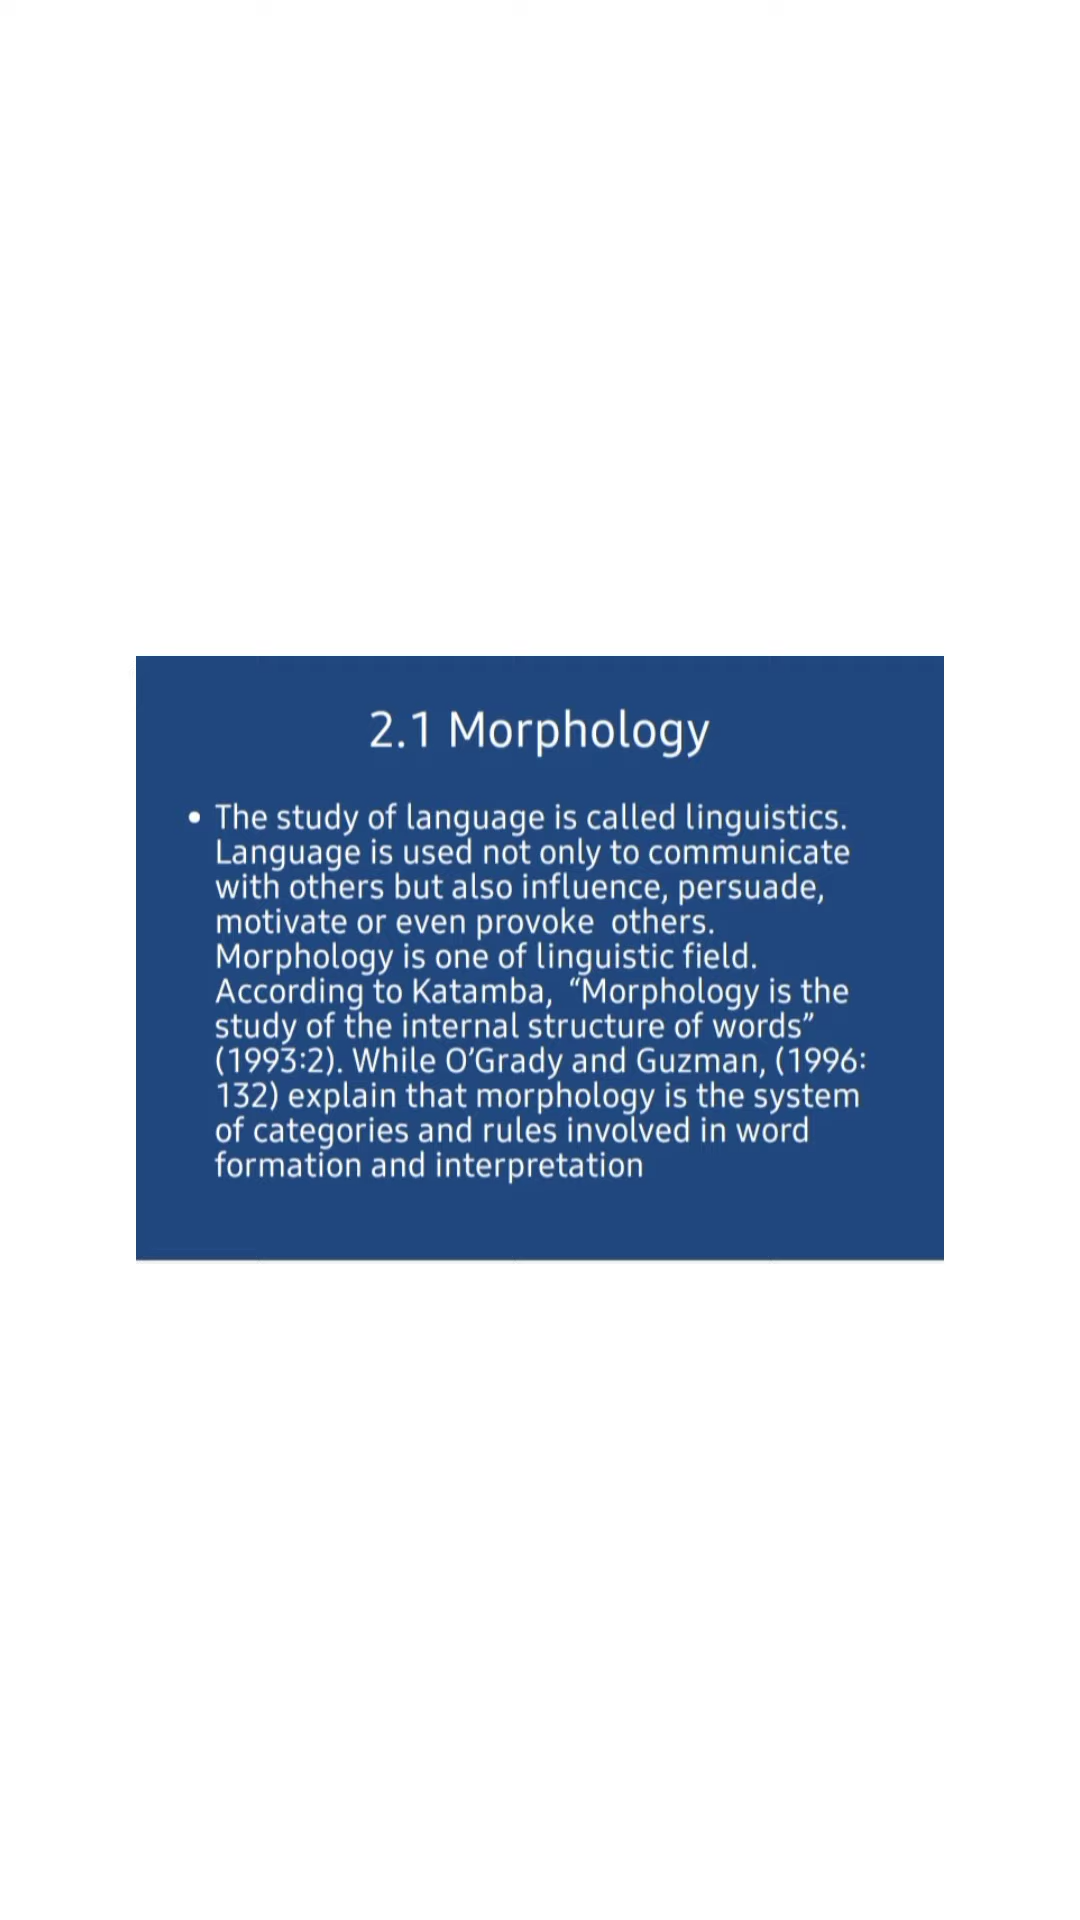 2.1 Morphology
• The study of language is called linguistics.
Language is used not only to communicate
with others but also influence, persuade,
motivate or even provoke  others.
Morphology is one of linguistic field.
According to Katamba,  “Morphology is the
study of the internal structure of words”
(1993:2). While O’Grady and Guzman, (1996:
132) explain that morphology is the system
of categories and rules involved in word
formation and interpretation